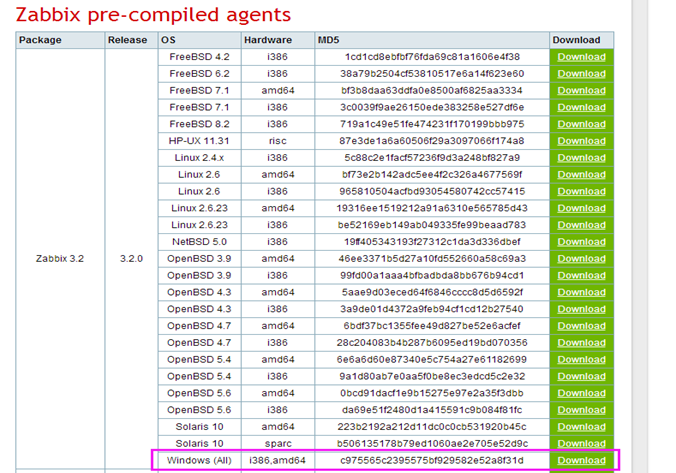 Zabbix pre-compiled agents
Package Release OS Hardware MD5 Download
FreeBSD 4.2 i386 1cd1cd8ebfbf76fda69c81a1606e4f38 Download
FreeBSD 6.2 i386 38a79b2504cf53810517e6a14f623e60 Download
FreeBSD 7.1 amd64 bf3b8daa63ddfa0e8500af6825aa3334 Download
FreeBSD 7.1 i386 3c0039f9ae26150ede383258e527df6e Download
FreeBSD 8.2 i386 719a1c49e51fe474231f170199bbb975 Download
HP-UX 11.31 risc 87e3de1a6a60506f29a3097066f174a8 Download
Linux 2.4.x i386 5c88c2e1facf57236f9d3a248bf827a9 Download
Linux 2.6 amd64 bf73e2b142adc5ee4f2c326a4677569f Download
Linux 2.6 i386 965810504acfbd93054580742cc57415 Download
Linux 2.6.23 amd64 19316ee1519212a91a6310e565785d43 Download
Linux 2.6.23 i386 be52169eb149ab049335fe99beaad783 Download
NetBSD 5.0 i386 19ff405343193f27312c1da3d336dbef Download
Zabbix 3.2 3.2.0 OpenBSD 3.9 amd64 46ee3371b5d27a10fd552660a58c69a3 Download
OpenBSD 3.9 i386 99fd00a1aaa4bfbadbda8bb676b94cd1 Download
OpenBSD 4.3 amd64 5aae9d03eced64f6846cccc8d5d6592f Download
OpenBSD 4.3 i386 3a9de01d4372a9feb94cf1cd12b27540 Download
OpenBSD 4.7 amd64 6bdf37bc1355fee49d827be52e6acfef Download
OpenBSD 4.7 i386 28c204083b4b287b6095ed19bd070356 Download
OpenBSD 5.4 amd64 6e6a6d60e87340e5c754a27e61182699 Download
OpenBSD 5.4 i386 9a1d80ab7e0aa5f0be8ec3edcd5c2e32 Download
OpenBSD 5.6 amd64 0bcd91dacf1e9b15275e97e2a35f3dbb Download
OpenBSD 5.6 i386 da69e51f2480d1a415591c9b084f81fc Download
Solaris 10 amd64 223b2192a212d11dc0c0cb531920b45c Download
Solaris 10 sparc b506135178b79ed1060ae2e705e52d9c Download
Windows (All) i386,amd64 c975565c2395575bf929582e52a8f31d Download